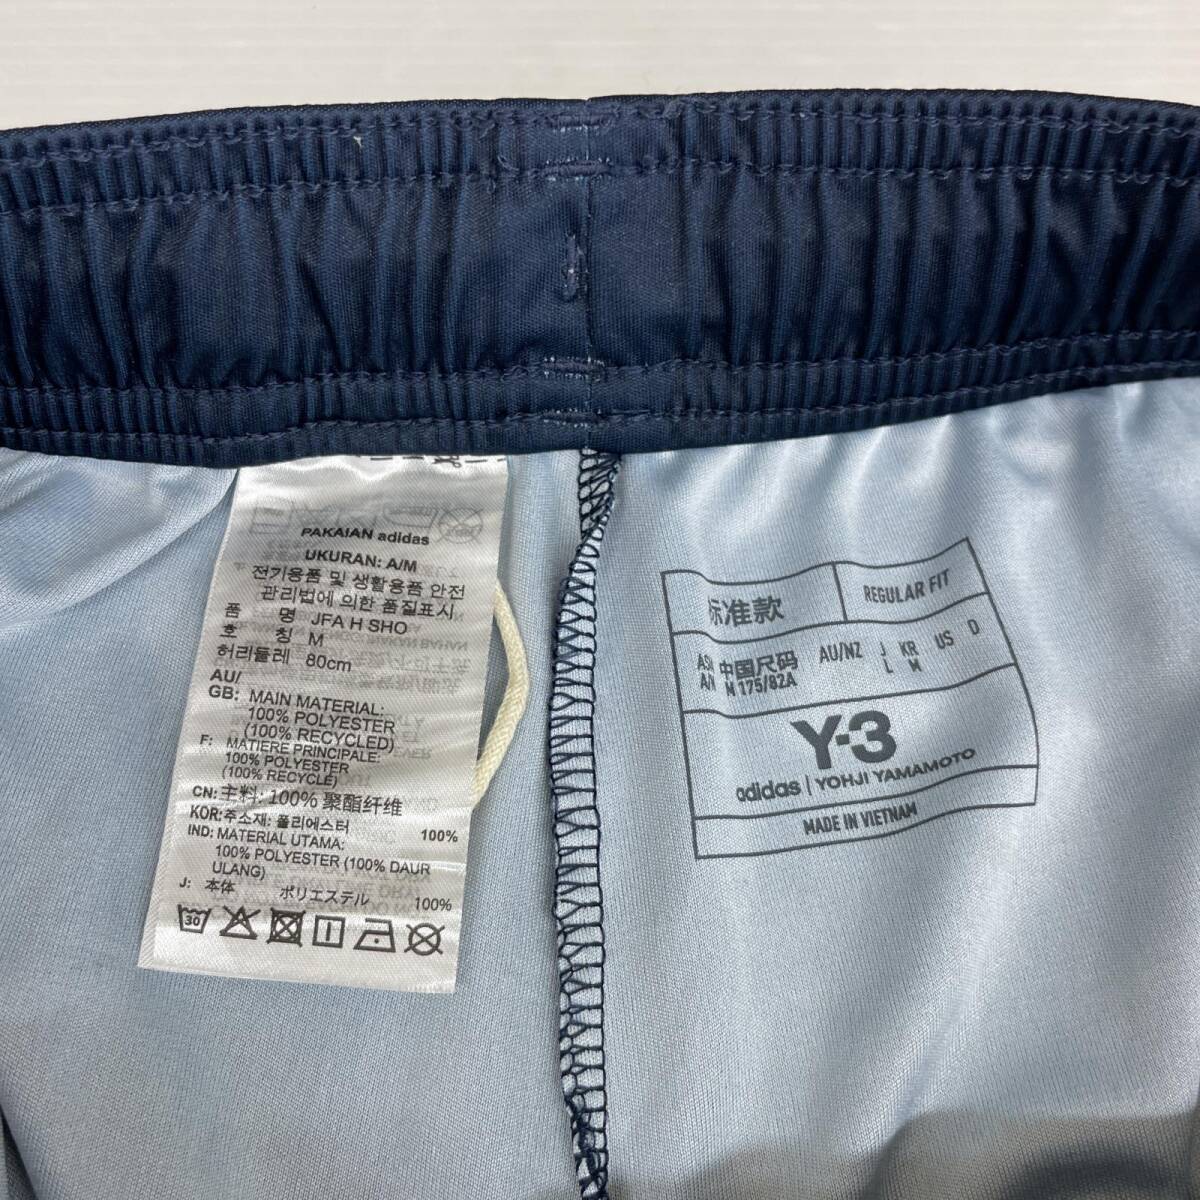 PAKAIAN adidas
UKURAN: A/M
전기용품 및 생활용품 안전
관리법에 의한 품질표시
품 명 JFA H SHO
호 칭 M
허리둘레 80cm
AU/
GB: MAIN MATERIAL:
100% POLYESTER
(100% RECYCLED)
F: MATIERE PRINCIPALE:
100% POLYESTER
(100% RECYCLE)
CN: 主料: 100% 聚酯纤维
KOR: 주소재: 폴리에스터 100%
IND: MATERIAL UTAMA:
100% POLYESTER (100% DAUR
ULANG)
J: 本体 ポリエステル 100%
30
标准款
REGULAR FIT
中国尺码 AU/NZ J KR US D
M 175/82A L M
Y-3
adidas | YOHJI YAMAMOTO
MADE IN VIETNAM